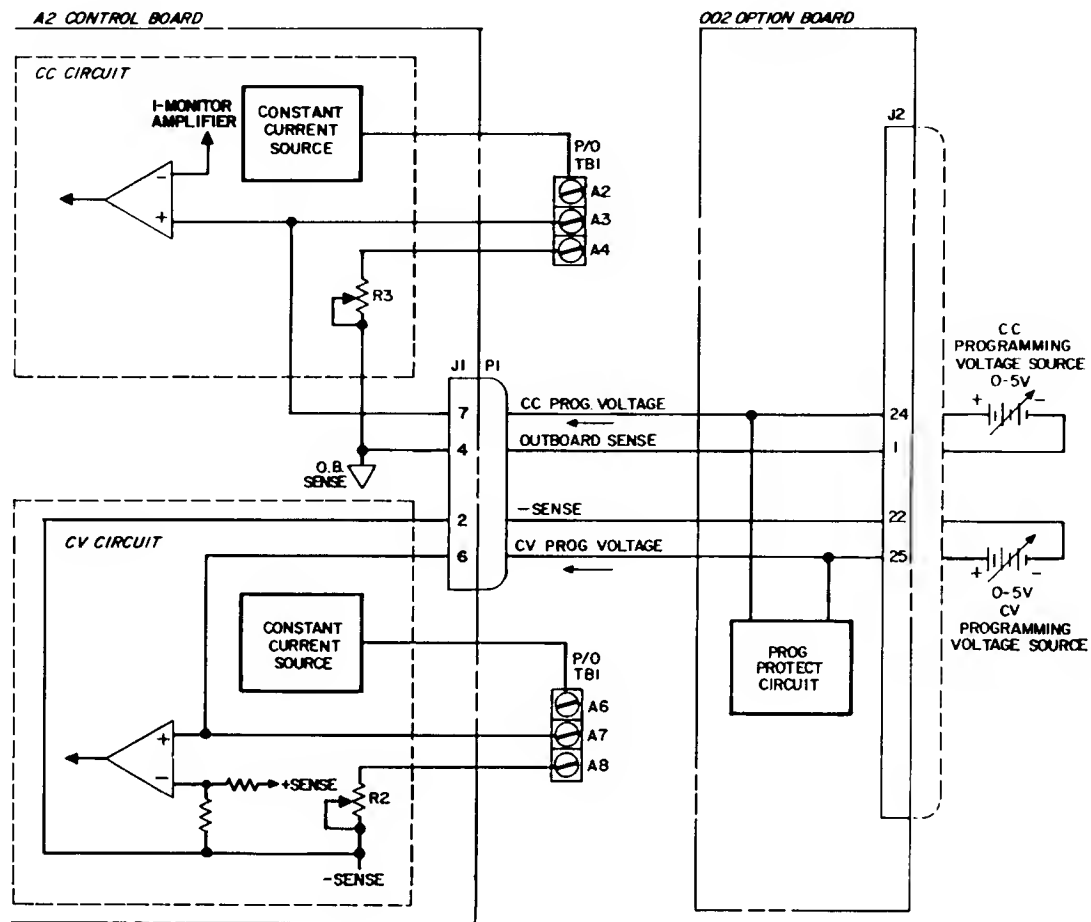 A2 CONTROL BOARD
002 OPTION BOARD
CC CIRCUIT
I-MONITOR
AMPLIFIER
CONSTANT
CURRENT
SOURCE
P/O
TB1
A2
A3
A4
-
+
R3
J2
J1 P1
7
CC PROG. VOLTAGE
24
4
OUTBOARD SENSE
1
O.B.
SENSE
CC
PROGRAMMING
VOLTAGE SOURCE
0-5V
+ -
2
-SENSE
22
6
CV PROG VOLTAGE
25
+ -
0-5V
CV
PROGRAMMING
VOLTAGE SOURCE
CV CIRCUIT
CONSTANT
CURRENT
SOURCE
P/O
TB1
A6
A7
A8
+
-
+SENSE
R2
-SENSE
PROG
PROTECT
CIRCUIT